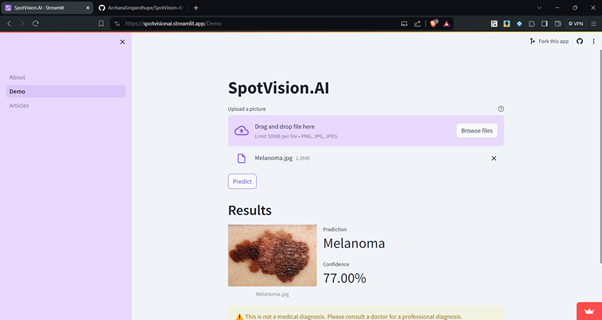 SpotVision.AI · Streamlit
ArchanaSingandhupe/SpotVision-AI
https://spotvisionai.streamlit.app/Demo
VPN
Fork this app
About
Demo
Articles
SpotVision.AI
Upload a picture
Drag and drop file here
Limit 50MB per file • PNG, JPG, JPEG
Browse files
Melanoma.jpg 1.0MB
Predict
Results
Prediction
Melanoma
Confidence
77.00%
Melanoma.jpg
This is not a medical diagnosis. Please consult a doctor for a professional diagnosis.